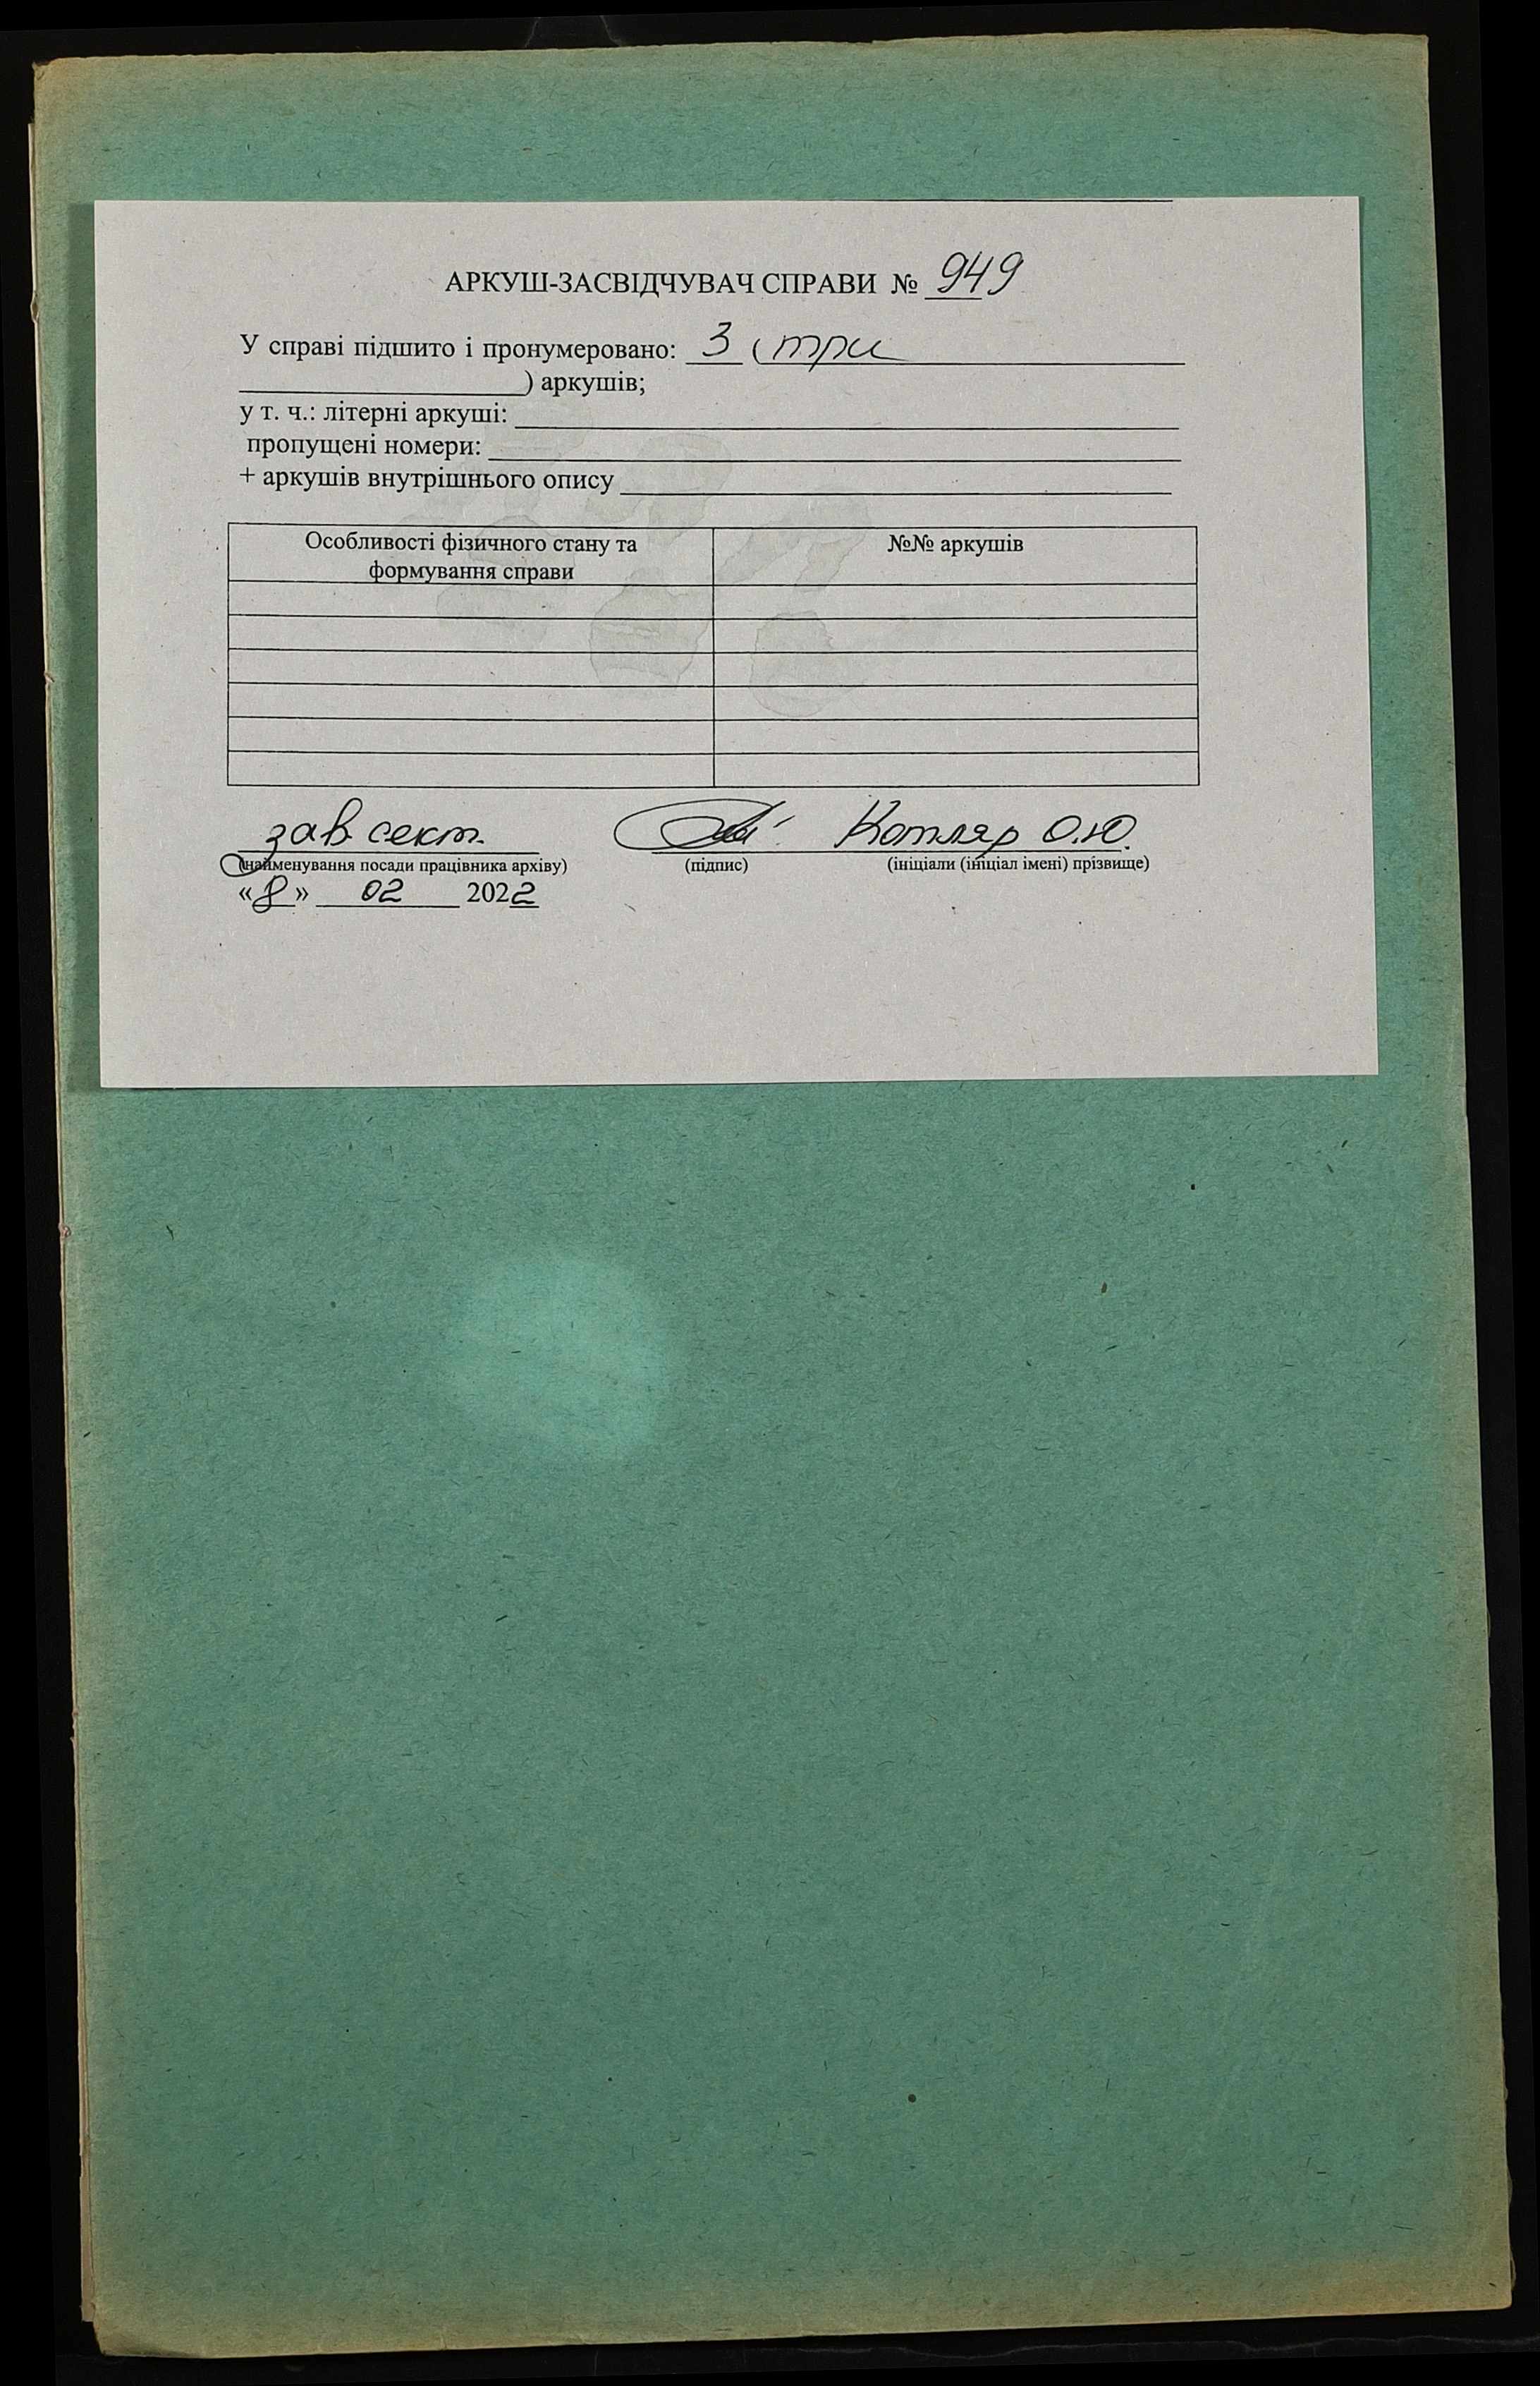 АРКУШ-ЗАСВІДЧУВАЧ СПРАВИ № 949
У справі підшито і пронумеровано: 3 (три
) аркушів;
у т. ч.: літерні аркуші:
пропущені номери:
+ аркушів внутрішнього опису
Особливості фізичного стану та
формування справи
№№ аркушів
зав. сект. Котляр О.Ю.
(найменування посади працівника архіву) (підпис) (ініціали (ініціал імені) прізвище)
«8» 02 2022